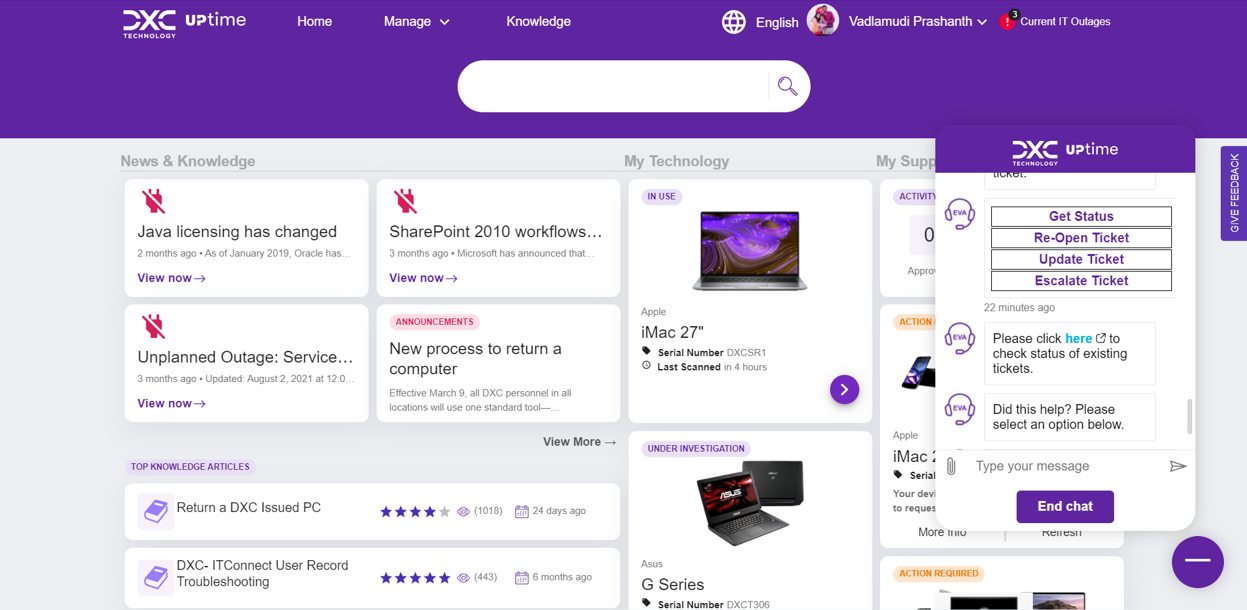 DXC
TECHNOLOGY
UPtime
Home
Manage
Knowledge
English
Vadlamudi Prashanth
3
Current IT Outages
News & Knowledge
Java licensing has changed
2 months ago • As of January 2019, Oracle has...
View now
SharePoint 2010 workflows...
3 months ago • Microsoft has announced that...
View now
Unplanned Outage: Service...
3 months ago • Updated: August 2, 2021 at 12:0...
View now
ANNOUNCEMENTS
New process to return a
computer
Effective March 9, all DXC personnel in all
locations will use one standard tool—...
View More
TOP KNOWLEDGE ARTICLES
Return a DXC Issued PC
(1018)
24 days ago
DXC- ITConnect User Record
Troubleshooting
(443)
6 months ago
My Technology
IN USE
Apple
iMac 27"
Serial Number DXCSR1
Last Scanned in 4 hours
UNDER INVESTIGATION
ASUS
Asus
G Series
Serial Number DXCT306
My Supp
ACTIVITY
0
Approv
ACTION
Apple
iMac 2
Serial
Your devi
to reques
More Info
Refresh
ACTION REQUIRED
DXC
TECHNOLOGY
UPtime
ticket.
EVA
Get Status
Re-Open Ticket
Update Ticket
Escalate Ticket
22 minutes ago
EVA
Please click here to
check status of existing
tickets.
EVA
Did this help? Please
select an option below.
Type your message
End chat
GIVE FEEDBACK